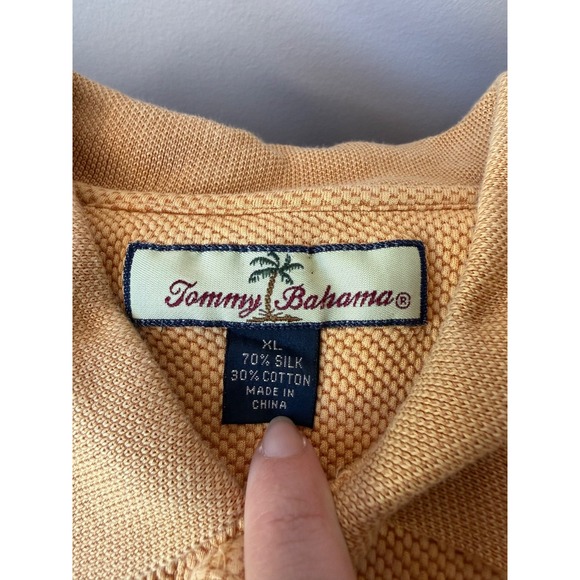 Tommy Bahama®
XL
70% SILK
30% COTTON
MADE IN
CHINA